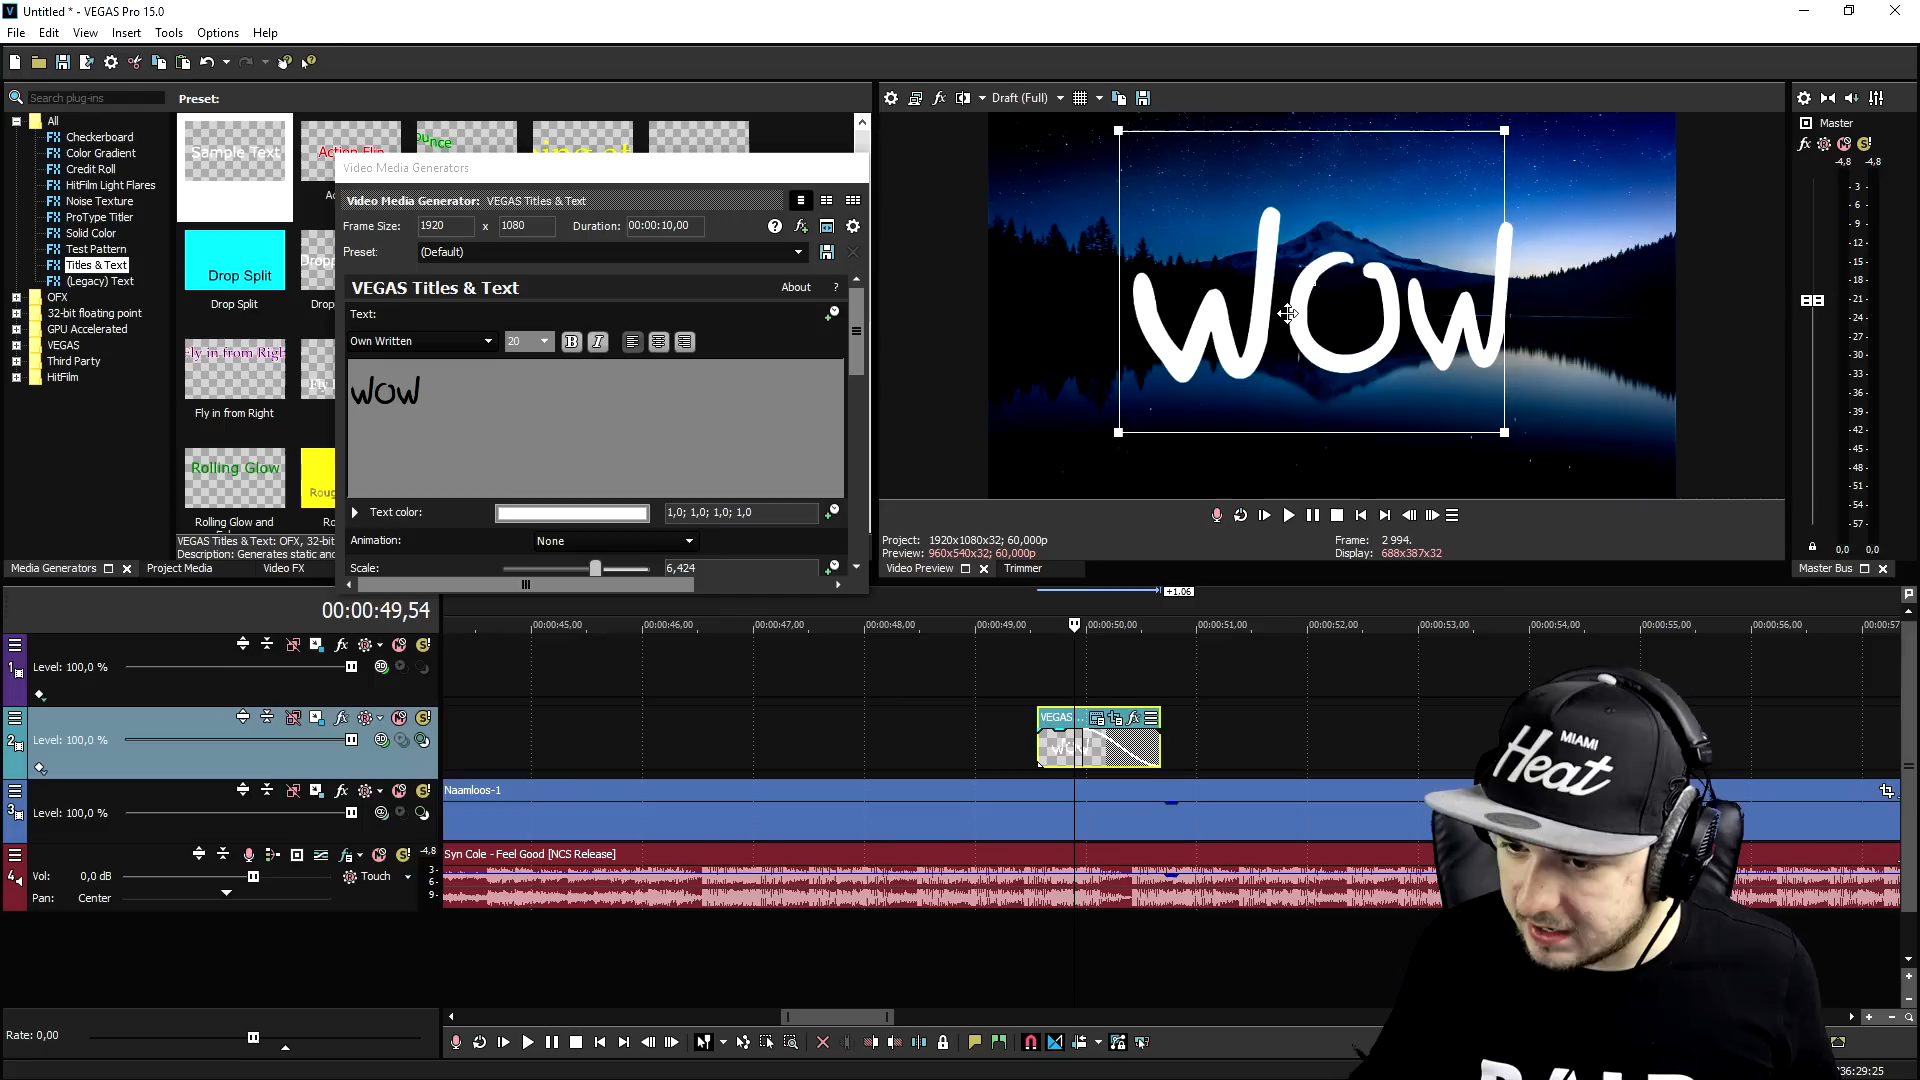 Untitled * - VEGAS Pro 15.0
File Edit View Insert Tools Options Help
Search plug-ins
Preset:
All
Checkerboard
Color Gradient
Credit Roll
HitFilm Light Flares
Noise Texture
ProType Titler
Solid Color
Test Pattern
Titles & Text
(Legacy) Text
OFX
32-bit floating point
GPU Accelerated
VEGAS
Third Party
HitFilm
Sample Text
Drop Split
Drop Split
Fly in from Right
Fly in from Right
Rolling Glow
Rolling Glow and
VEGAS Titles & Text: OFX, 32-bit
Description: Generates static and
Media Generators Project Media Video FX
Video Media Generators
Video Media Generator: VEGAS Titles & Text
Frame Size: 1920 x 1080 Duration: 00:00:10,00
Preset: (Default)
VEGAS Titles & Text About ?
Text:
Own Written 20 B I
wow
Text color: 1,0; 1,0; 1,0; 1,0
Animation: None
Scale: 6,424
Draft (Full)
wow
Project: 1920x1080x32; 60,000p
Preview: 960x540x32; 60,000p
Frame: 2 994.
Display: 688x387x32
Video Preview Trimmer
Master
-4,8 -4,8
- 3 -
- 6 -
- 9 -
- 12 -
- 15 -
- 18 -
- 21 -
- 24 -
- 27 -
- 30 -
- 33 -
- 36 -
- 39 -
- 42 -
- 45 -
- 48 -
- 51 -
- 54 -
- 57 -
0,0 0,0
Master Bus
00:00:49,54
+1.06
00:00:45,00 00:00:46,00 00:00:47,00 00:00:48,00 00:00:49,00 00:00:50,00 00:00:51,00 00:00:52,00 00:00:53,00 00:00:54,00 00:00:55,00 00:00:56,00 00:00:57
1
Level: 100,0 %
2
Level: 100,0 %
VEGAS ...
wow
3
Level: 100,0 %
Naamloos-1
4
Vol: 0,0 dB Touch
Pan: Center
-4,8
3-
6-
9-
Syn Cole - Feel Good [NCS Release]
MIAMI
Heat
Rate: 0,00